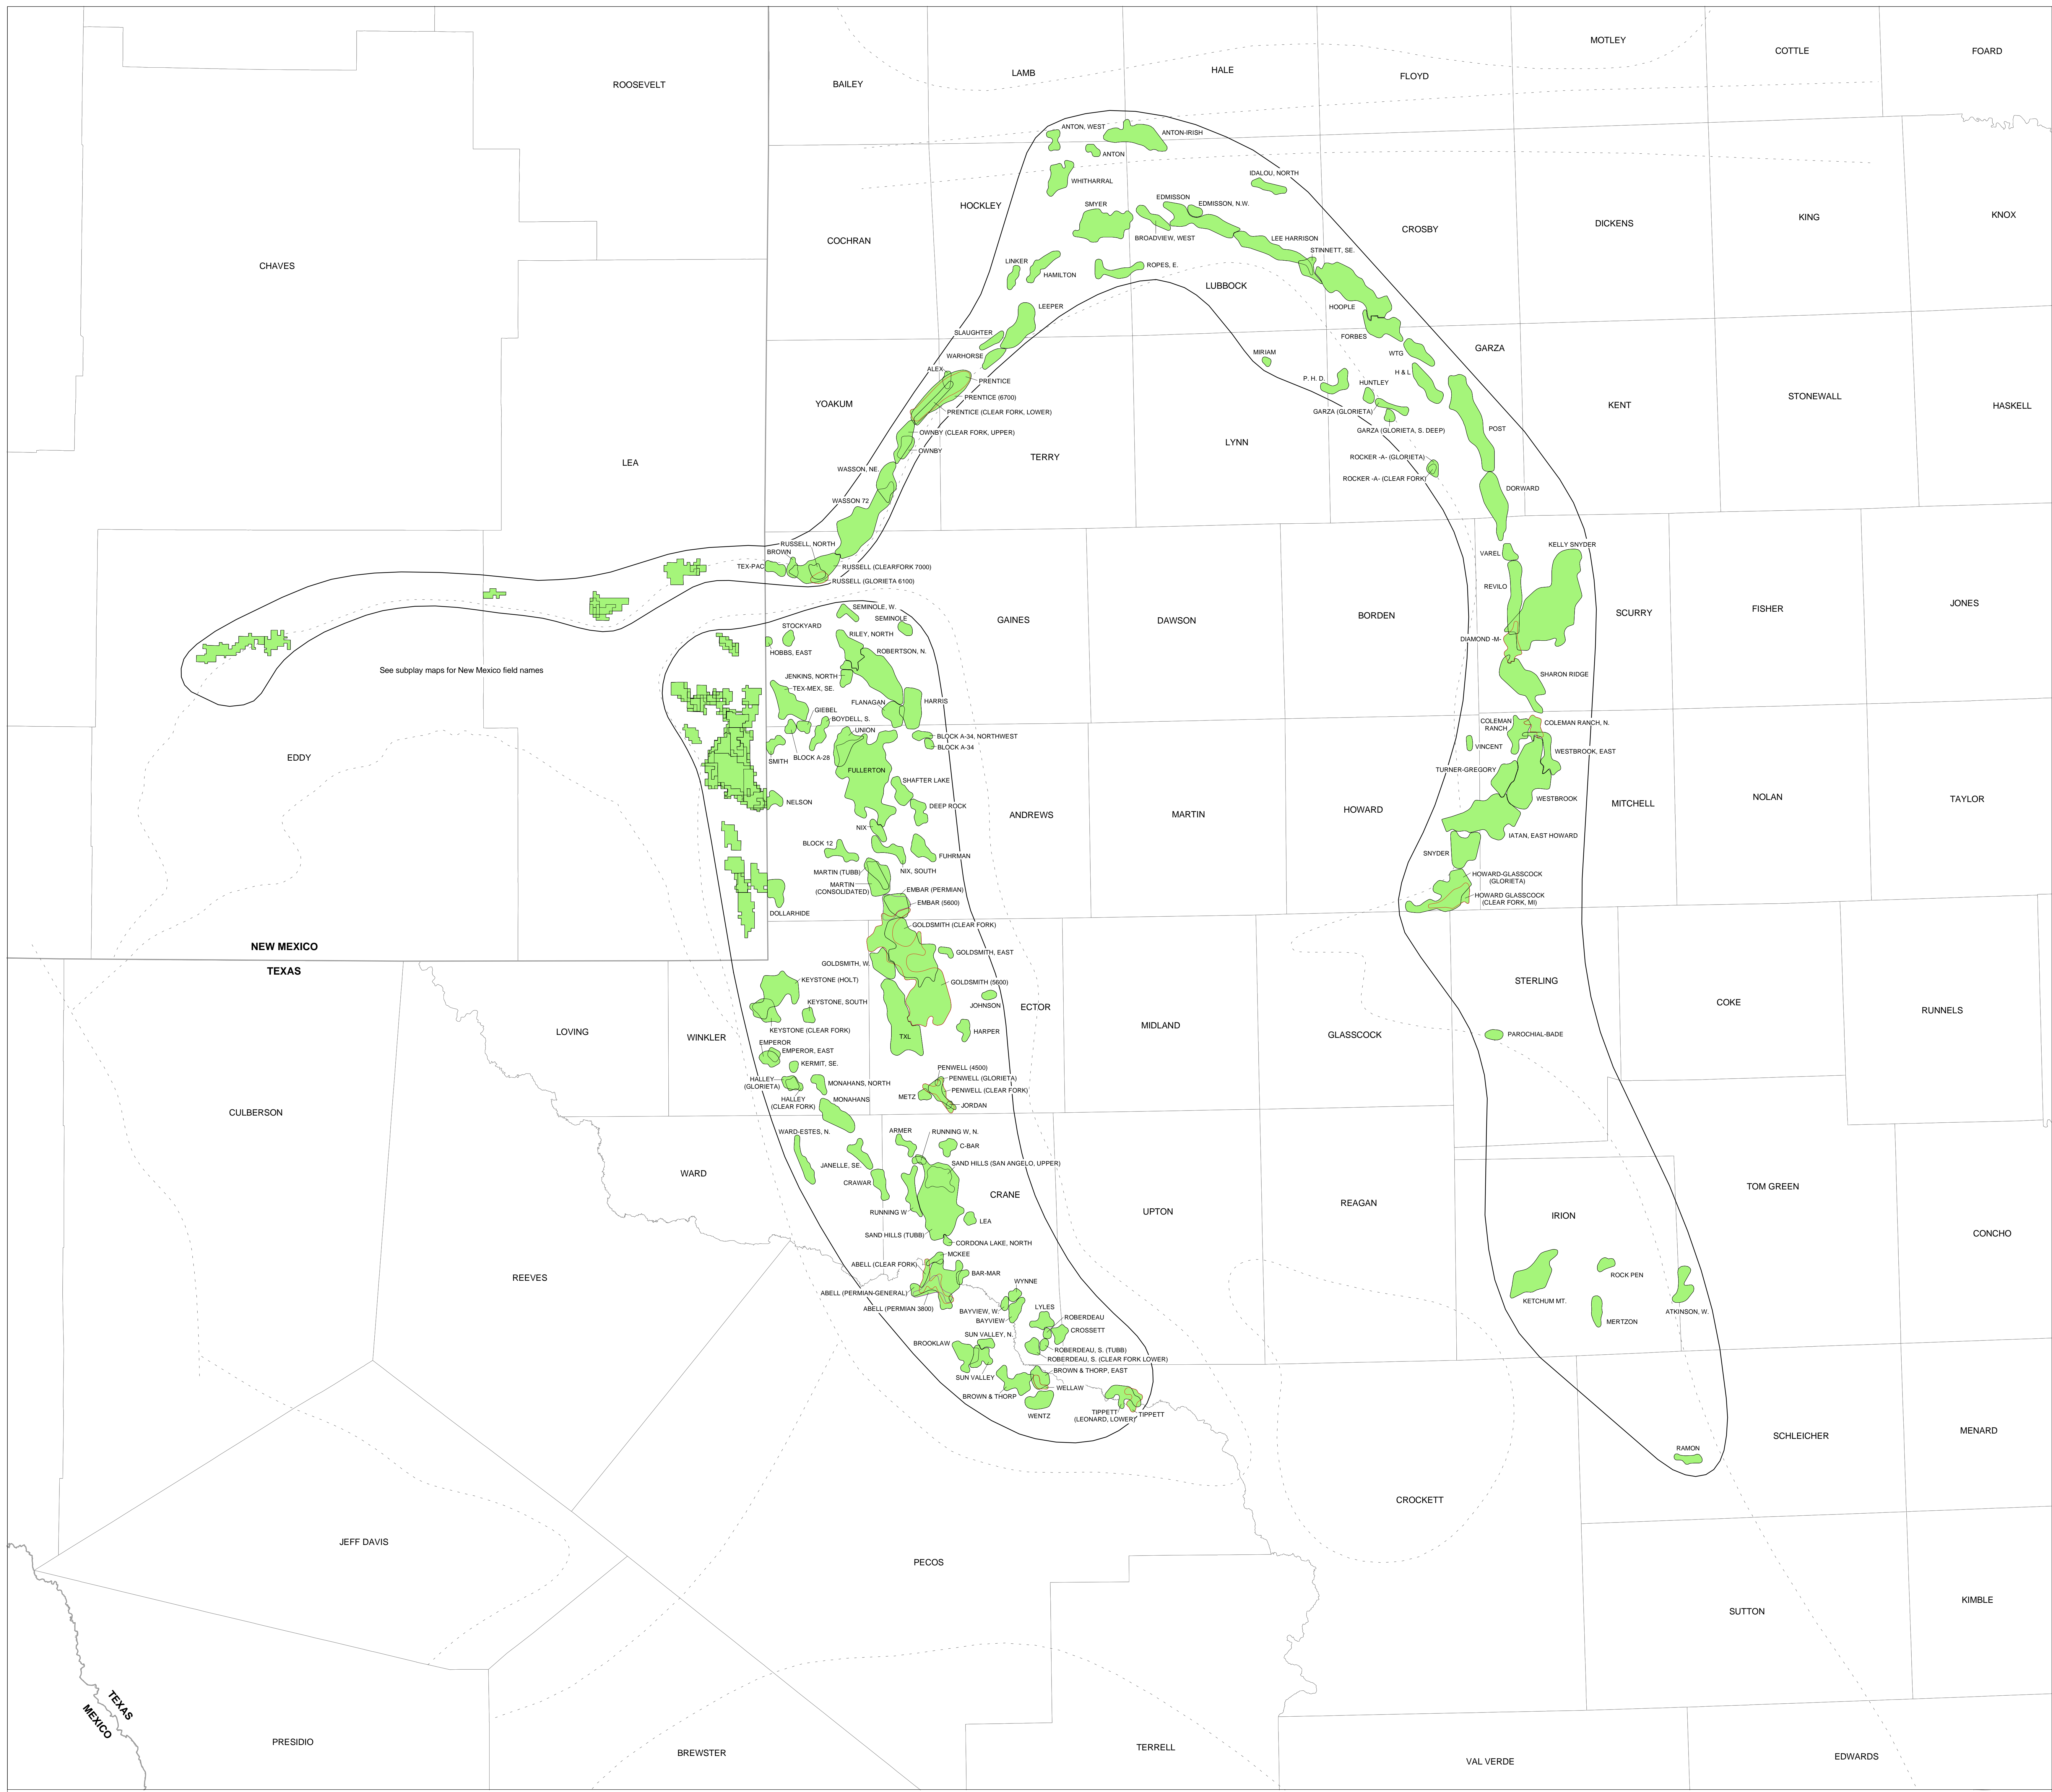 MOTLEY
COTTLE
FOARD
LAMB
HALE
FLOYD
ROOSEVELT
BAILEY
ANTON, WEST
ANTON-IRISH
ANTON
IDALOU, NORTH
WHITHARRAL
EDMISSON
EDMISSON, N.W.
HOCKLEY
SMYER
KING
KNOX
DICKENS
CROSBY
COCHRAN
BROADVIEW, WEST
LEE HARRISON
STINNETT, SE.
CHAVES
LINKER
HAMILTON
ROPES, E.
LUBBOCK
LEEPER
HOOPLE
SLAUGHTER
FORBES
WARHORSE
GARZA
WTG
MIRIAM
ALEX
PRENTICE
P. H. D.
HUNTLEY
H & L
PRENTICE (6700)
STONEWALL
YOAKUM
KENT
HASKELL
PRENTICE (CLEAR FORK, LOWER)
GARZA (GLORIETA)
OWNBY (CLEAR FORK, UPPER)
GARZA (GLORIETA, S. DEEP)
POST
LYNN
OWNBY
TERRY
ROCKER -A- (GLORIETA)
LEA
WASSON, NE.
ROCKER -A- (CLEAR FORK)
DORWARD
WASSON 72
RUSSELL, NORTH
BROWN
KELLY SNYDER
VAREL
TEX-PAC
RUSSELL (CLEARFORK 7000)
RUSSELL (GLORIETA 6100)
REVILO
SEMINOLE, W.
SEMINOLE
GAINES
DAWSON
BORDEN
SCURRY
FISHER
JONES
STOCKYARD
RILEY, NORTH
DIAMOND -M-
HOBBS, EAST
ROBERTSON, N.
See subplay maps for New Mexico field names
JENKINS, NORTH
SHARON RIDGE
TEX-MEX, SE.
FLANAGAN
HARRIS
GIEBEL
BOYDELL, S.
COLEMAN
RANCH
COLEMAN RANCH, N.
UNION
BLOCK A-34, NORTHWEST
BLOCK A-34
VINCENT
WESTBROOK, EAST
EDDY
SMITH
BLOCK A-28
FULLERTON
TURNER-GREGORY
SHAFTER LAKE
NOLAN
TAYLOR
NELSON
DEEP ROCK
WESTBROOK
MITCHELL
ANDREWS
MARTIN
HOWARD
NIX
IATAN, EAST HOWARD
BLOCK 12
FUHRMAN
SNYDER
NIX, SOUTH
MARTIN (TUBB)
MARTIN
(CONSOLIDATED)
HOWARD-GLASSCOCK
(GLORIETA)
EMBAR (PERMIAN)
HOWARD GLASSCOCK
(CLEAR FORK, MI)
EMBAR (5600)
DOLLARHIDE
GOLDSMITH (CLEAR FORK)
NEW MEXICO
TEXAS
GOLDSMITH, EAST
GOLDSMITH, W.
KEYSTONE (HOLT)
GOLDSMITH (5600)
STERLING
KEYSTONE, SOUTH
JOHNSON
ECTOR
COKE
RUNNELS
LOVING
WINKLER
KEYSTONE (CLEAR FORK)
TXL
HARPER
MIDLAND
GLASSCOCK
PAROCHIAL-BADE
EMPEROR
EMPEROR, EAST
KERMIT, SE.
PENWELL (4500)
HALLEY
(GLORIETA)
MONAHANS, NORTH
PENWELL (GLORIETA)
PENWELL (CLEAR FORK)
METZ
HALLEY
(CLEAR FORK)
MONAHANS
JORDAN
CULBERSON
WARD-ESTES, N.
ARMER
RUNNING W, N.
C-BAR
JANELLE, SE.
SAND HILLS (SAN ANGELO, UPPER)
WARD
CRAWAR
CRANE
TOM GREEN
RUNNING W
LEA
UPTON
REAGAN
IRION
SAND HILLS (TUBB)
CORDONA LAKE, NORTH
CONCHO
MCKEE
ABELL (CLEAR FORK)
BAR-MAR
REEVES
ABELL (PERMIAN-GENERAL)
WYNNE
ROCK PEN
ABELL (PERMIAN 3800)
BAYVIEW, W.
LYLES
KETCHUM MT.
ATKINSON, W.
BAYVIEW
ROBERDEAU
MERTZON
SUN VALLEY, N.
CROSSETT
BROOKLAW
ROBERDEAU, S. (TUBB)
ROBERDEAU, S. (CLEAR FORK LOWER)
SUN VALLEY
BROWN & THORP, EAST
BROWN & THORP
WELLAW
WENTZ
TIPPETT
(LEONARD, LOWER)
TIPPETT
SCHLEICHER
MENARD
RAMON
CROCKETT
JEFF DAVIS
PECOS
KIMBLE
SUTTON
TEXAS
MEXICO
PRESIDIO
BREWSTER
TERRELL
VAL VERDE
EDWARDS